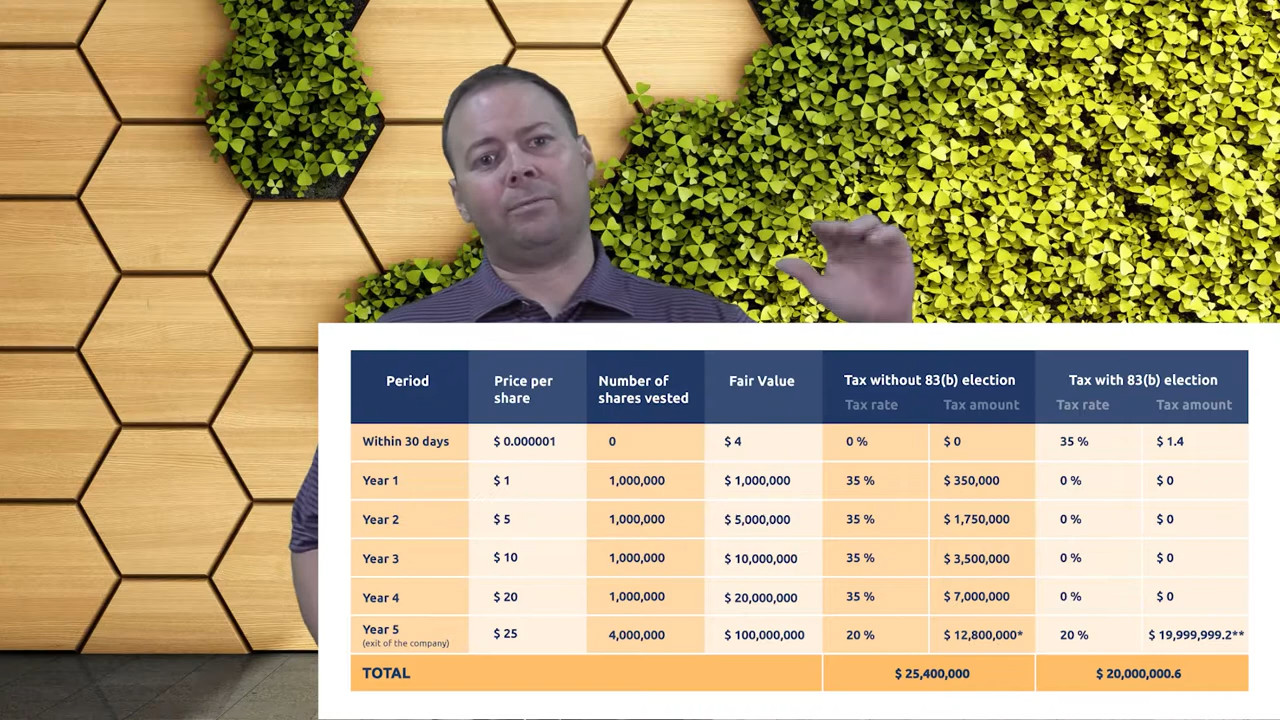 Period Price per share Number of shares vested Fair Value Tax without 83(b) election Tax with 83(b) election
Tax rate Tax amount Tax rate Tax amount
Within 30 days $ 0.000001 0 $ 4 0 % $ 0 35 % $ 1.4
Year 1 $ 1 1,000,000 $ 1,000,000 35 % $ 350,000 0 % $ 0
Year 2 $ 5 1,000,000 $ 5,000,000 35 % $ 1,750,000 0 % $ 0
Year 3 $ 10 1,000,000 $ 10,000,000 35 % $ 3,500,000 0 % $ 0
Year 4 $ 20 1,000,000 $ 20,000,000 35 % $ 7,000,000 0 % $ 0
Year 5 $ 25 4,000,000 $ 100,000,000 20 % $ 12,800,000* 20 % $ 19,999,999.2**
(exit of the company)
TOTAL $ 25,400,000 $ 20,000,000.6